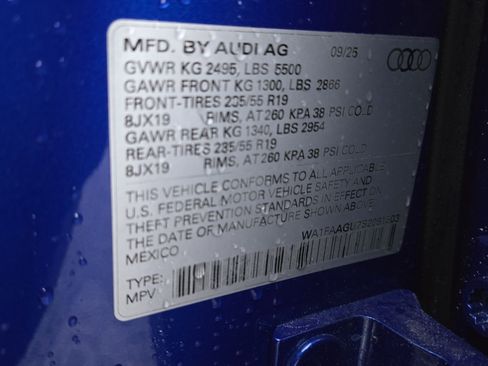 MFD. BY AUDI AG 09/25
GVWR KG 2495, LBS 5500
GAWR FRONT KG 1300, LBS 2866
FRONT-TIRES 235/55 R19
8JX19 RIMS, AT 260 KPA 38 PSI COLD
GAWR REAR KG 1340, LBS 2954
REAR-TIRES 235/55 R19
8JX19 RIMS, AT 260 KPA 38 PSI COLD
THIS VEHICLE CONFORMS TO ALL APPLICABLE
U.S. FEDERAL MOTOR VEHICLE SAFETY AND
THEFT PREVENTION STANDARDS IN EFFECT ON
THE DATE OF MANUFACTURE SHOWN ABOVE
MEXICO
TYPE:
MPV